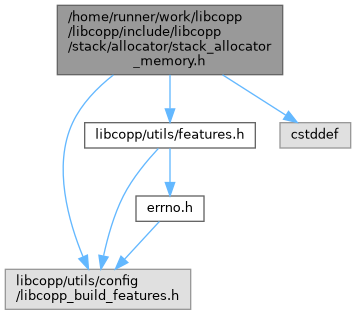 /home/runner/work/libcopp
/libcopp/include/libcopp
/stack/allocator/stack_allocator
_memory.h
libcopp/utils/features.h
cstddef
errno.h
libcopp/utils/config
/libcopp_build_features.h